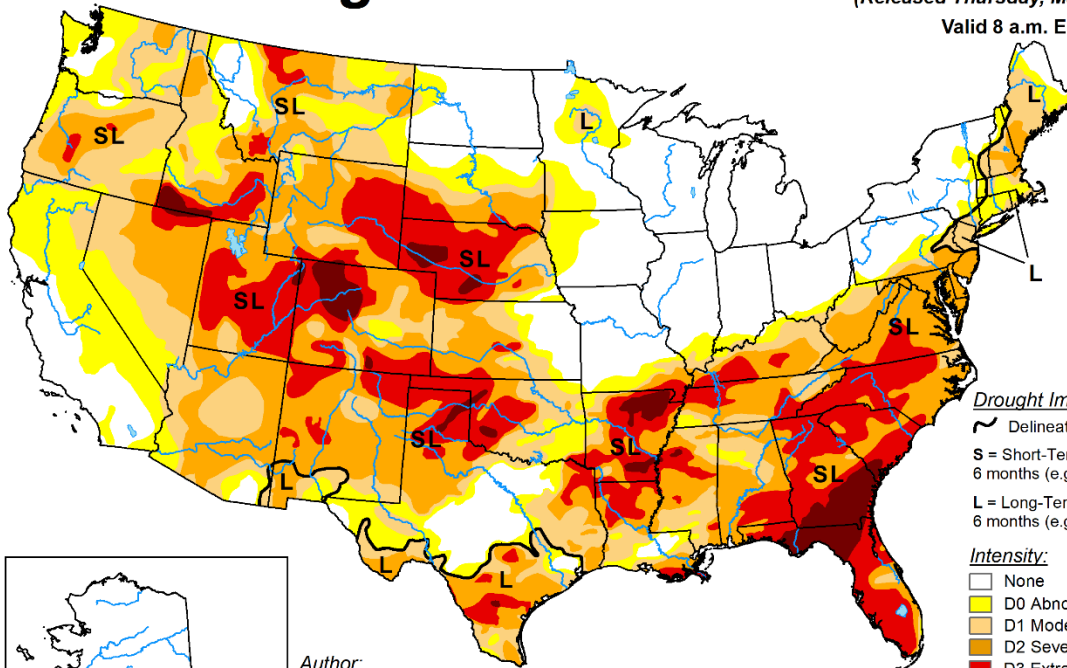 (Released Thursday, M
Valid 8 a.m. E
L
SL
L
SL
SL
SL
L
SL
SL
SL
SL
L
L
L
Drought Im
Delineat
S = Short-Ter
6 months (e.g
L = Long-Ter
6 months (e.g
Intensity:
None
D0 Abno
D1 Mode
D2 Seve
D3 Extre
Author: